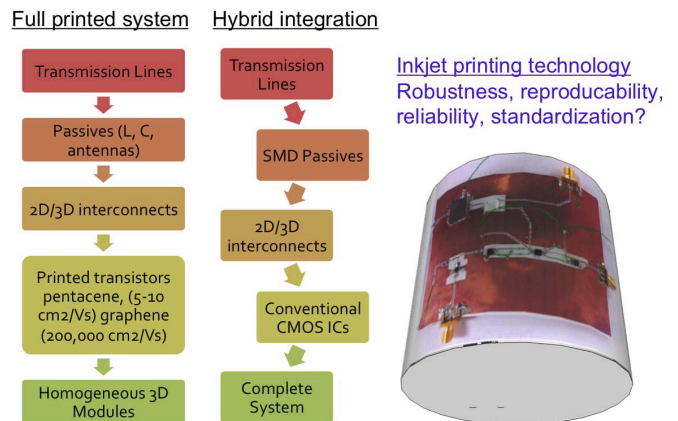 Full printed system
Transmission Lines
Passives (L, C,
antennas)
2D/3D interconnects
Printed transistors
pentacene, (5-10
cm2/Vs) graphene
(200,000 cm2/Vs)
Homogeneous 3D
Modules
Hybrid integration
Transmission
Lines
SMD Passives
2D/3D
interconnects
Conventional
CMOS ICs
Complete
System
Inkjet printing technology
Robustness, reproducability,
reliability, standardization?